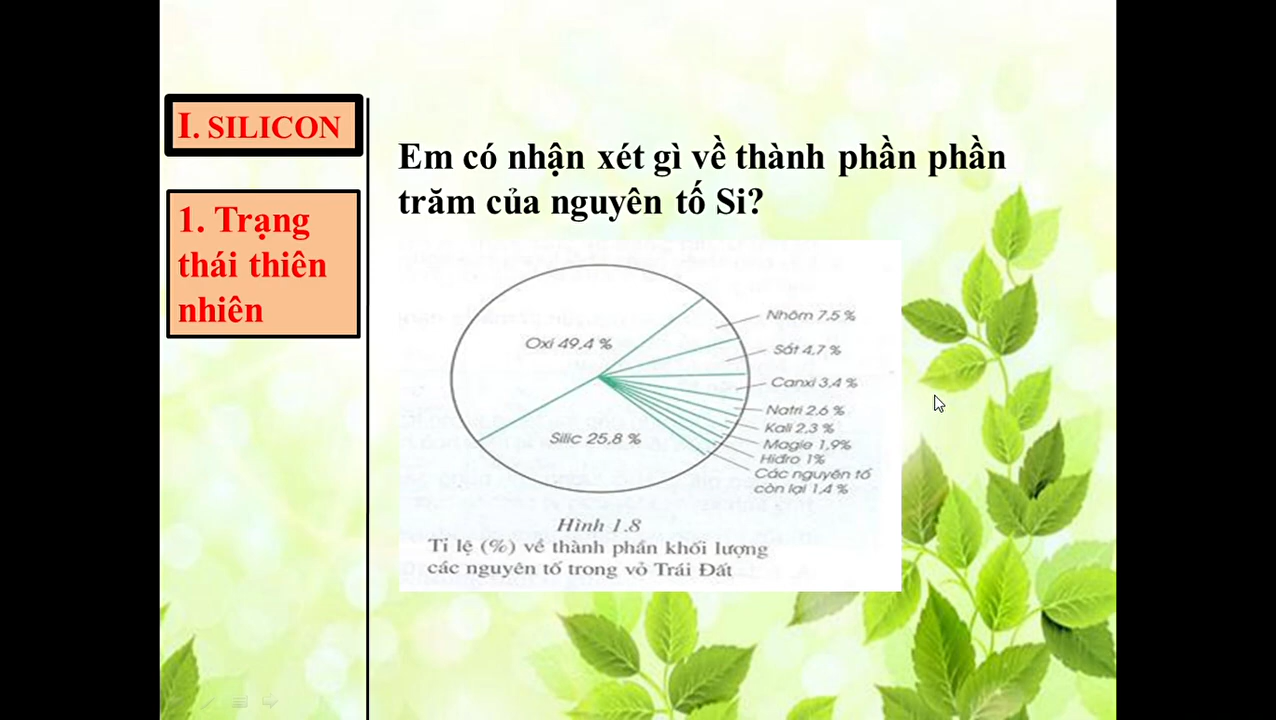 I. SILICON
1. Trạng
thái thiên
nhiên
Em có nhận xét gì về thành phần phần
trăm của nguyên tố Si?
Oxi 49,4 %
Silic 25,8 %
Nhôm 7,5 %
Sắt 4,7 %
Canxi 3,4 %
Natri 2,6 %
Kali 2,3 %
Magie 1,9%
Hiđro 1%
Các nguyên tố
còn lại 1,4 %
Hình 1.8
Tỉ lệ (%) về thành phần khối lượng
các nguyên tố trong vỏ Trái Đất